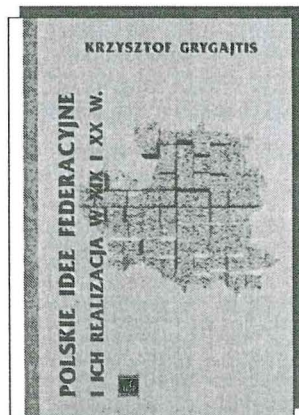 KRZYSZTOF GRYGAJTIS
POLSKIE IDEE FEDERACYJNE
I ICH REALIZACJA W XIX I XX W.